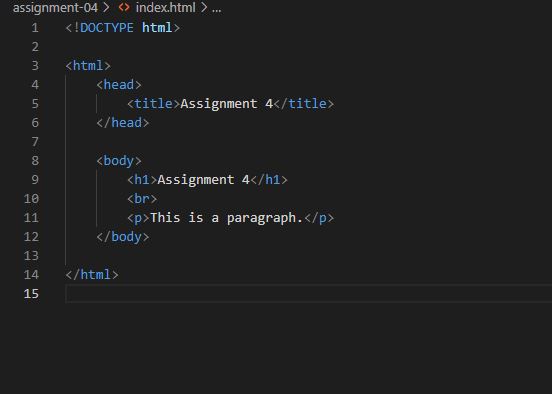 assignment-04 > <> index.html > ...
1 <!DOCTYPE html>
2
3 <html>
4     <head>
5         <title>Assignment 4</title>
6     </head>
7
8     <body>
9         <h1>Assignment 4</h1>
10         <br>
11         <p>This is a paragraph.</p>
12     </body>
13
14 </html>
15